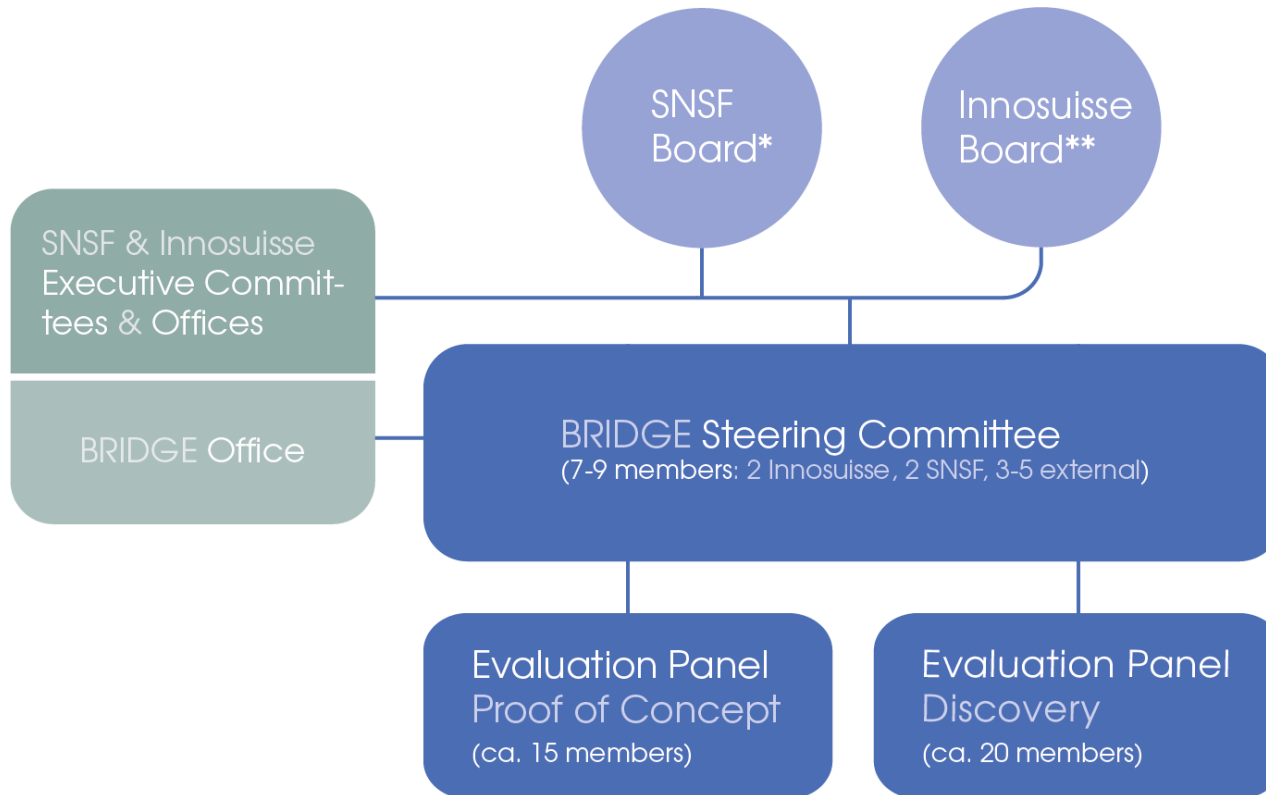 SNSF
Board*
Innosuisse
Board**
SNSF & Innosuisse
Executive Commit-
tees & Offices
BRIDGE Office
BRIDGE Steering Committee
(7-9 members: 2 Innosuisse, 2 SNSF, 3-5 external)
Evaluation Panel
Proof of Concept
(ca. 15 members)
Evaluation Panel
Discovery
(ca. 20 members)